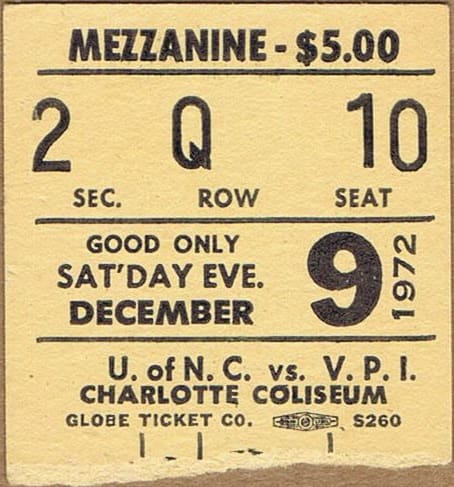 MEZZANINE - $5.00
2 Q 10
SEC. ROW SEAT
GOOD ONLY
SAT'DAY EVE.
DECEMBER 9 1972
U. of N. C. vs. V. P. I.
CHARLOTTE COLISEUM
GLOBE TICKET CO. S260